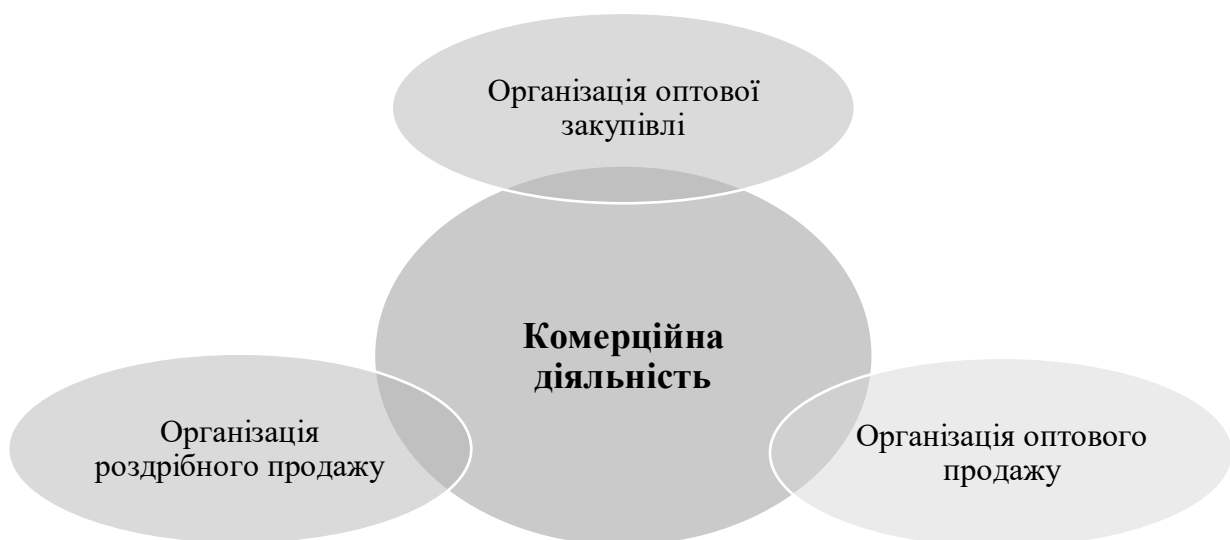 Організація оптової
закупівлі
Комерційна
діяльність
Організація
роздрібного продажу
Організація оптового
продажу